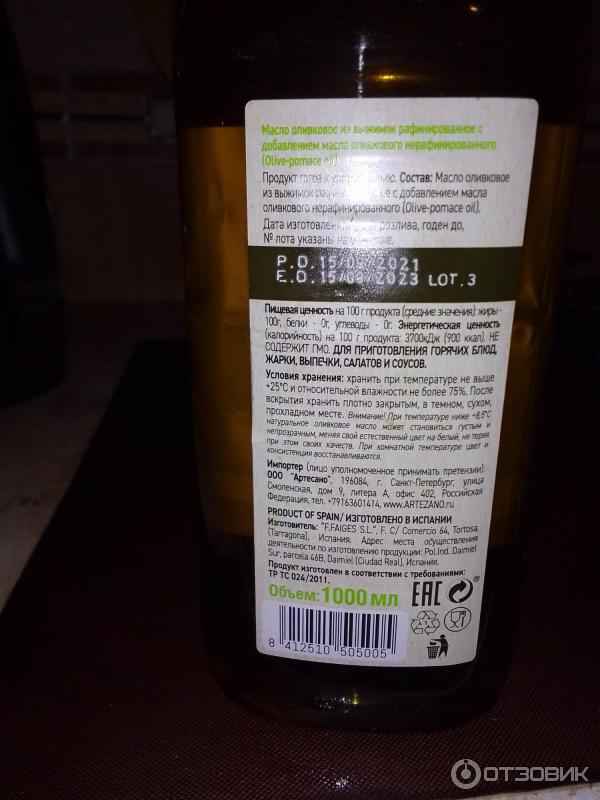 Масло оливковое из выжимок рафинированное с
добавлением масла оливкового нерафинированного
(Olive-pomace oil)
Продукт готов к Состав: Масло оливковое
из выжимок с добавлением масла
оливкового нерафинированного (Olive-pomace oil).
Дата изготовления розлива, годен до,
№ лота указаны на
P.D.15/09/2021
E.D.15/09/2023 LOT.3
Пищевая ценность на 100 г продукта (средние значения): жиры -
100г, белки - 0г, углеводы - 0г. Энергетическая ценность
(калорийность) на 100 г продукта: 3700кДж (900 ккал). НЕ
СОДЕРЖИТ ГМО. ДЛЯ ПРИГОТОВЛЕНИЯ ГОРЯЧИХ БЛЮД,
ЖАРКИ, ВЫПЕЧКИ, САЛАТОВ И СОУСОВ.
Условия хранения: хранить при температуре не выше
+25°С и относительной влажности не более 75%. После
вскрытия хранить плотно закрытым, в темном, сухом,
прохладном месте. Внимание! При температуре ниже +8,5°С
натуральное оливковое масло может становиться густым и
непрозрачным, меняя свой естественный цвет на белый, не теряя
при этом своих качеств. При комнатной температуре цвет и
консистенция восстанавливаются.
Импортер (лицо уполномоченное принимать претензии):
ООО "Артесано", 196084, г. Санкт-Петербург, улица
Смоленская, дом 9, литера А, офис 402, Российская
Федерация, тел. +79163601414, www.ARTEZANO.ru
PRODUCT OF SPAIN/ ИЗГОТОВЛЕНО В ИСПАНИИ
Изготовитель: "F.FAIGES S.L.", F. C/ Comercio 64, Tortosa,
(Tarragona), Испания. Адрес места осуществления
деятельности по изготовлению продукции: Pol.Ind. Daimiel
Sur, parcela 46B, Daimiel (Ciudad Real), Испания.
Продукт изготовлен в соответствии с требованиями:
ТР ТС 024/2011.
Объем: 1000 мл EAC
8 412510 505005
ОТЗОВИК